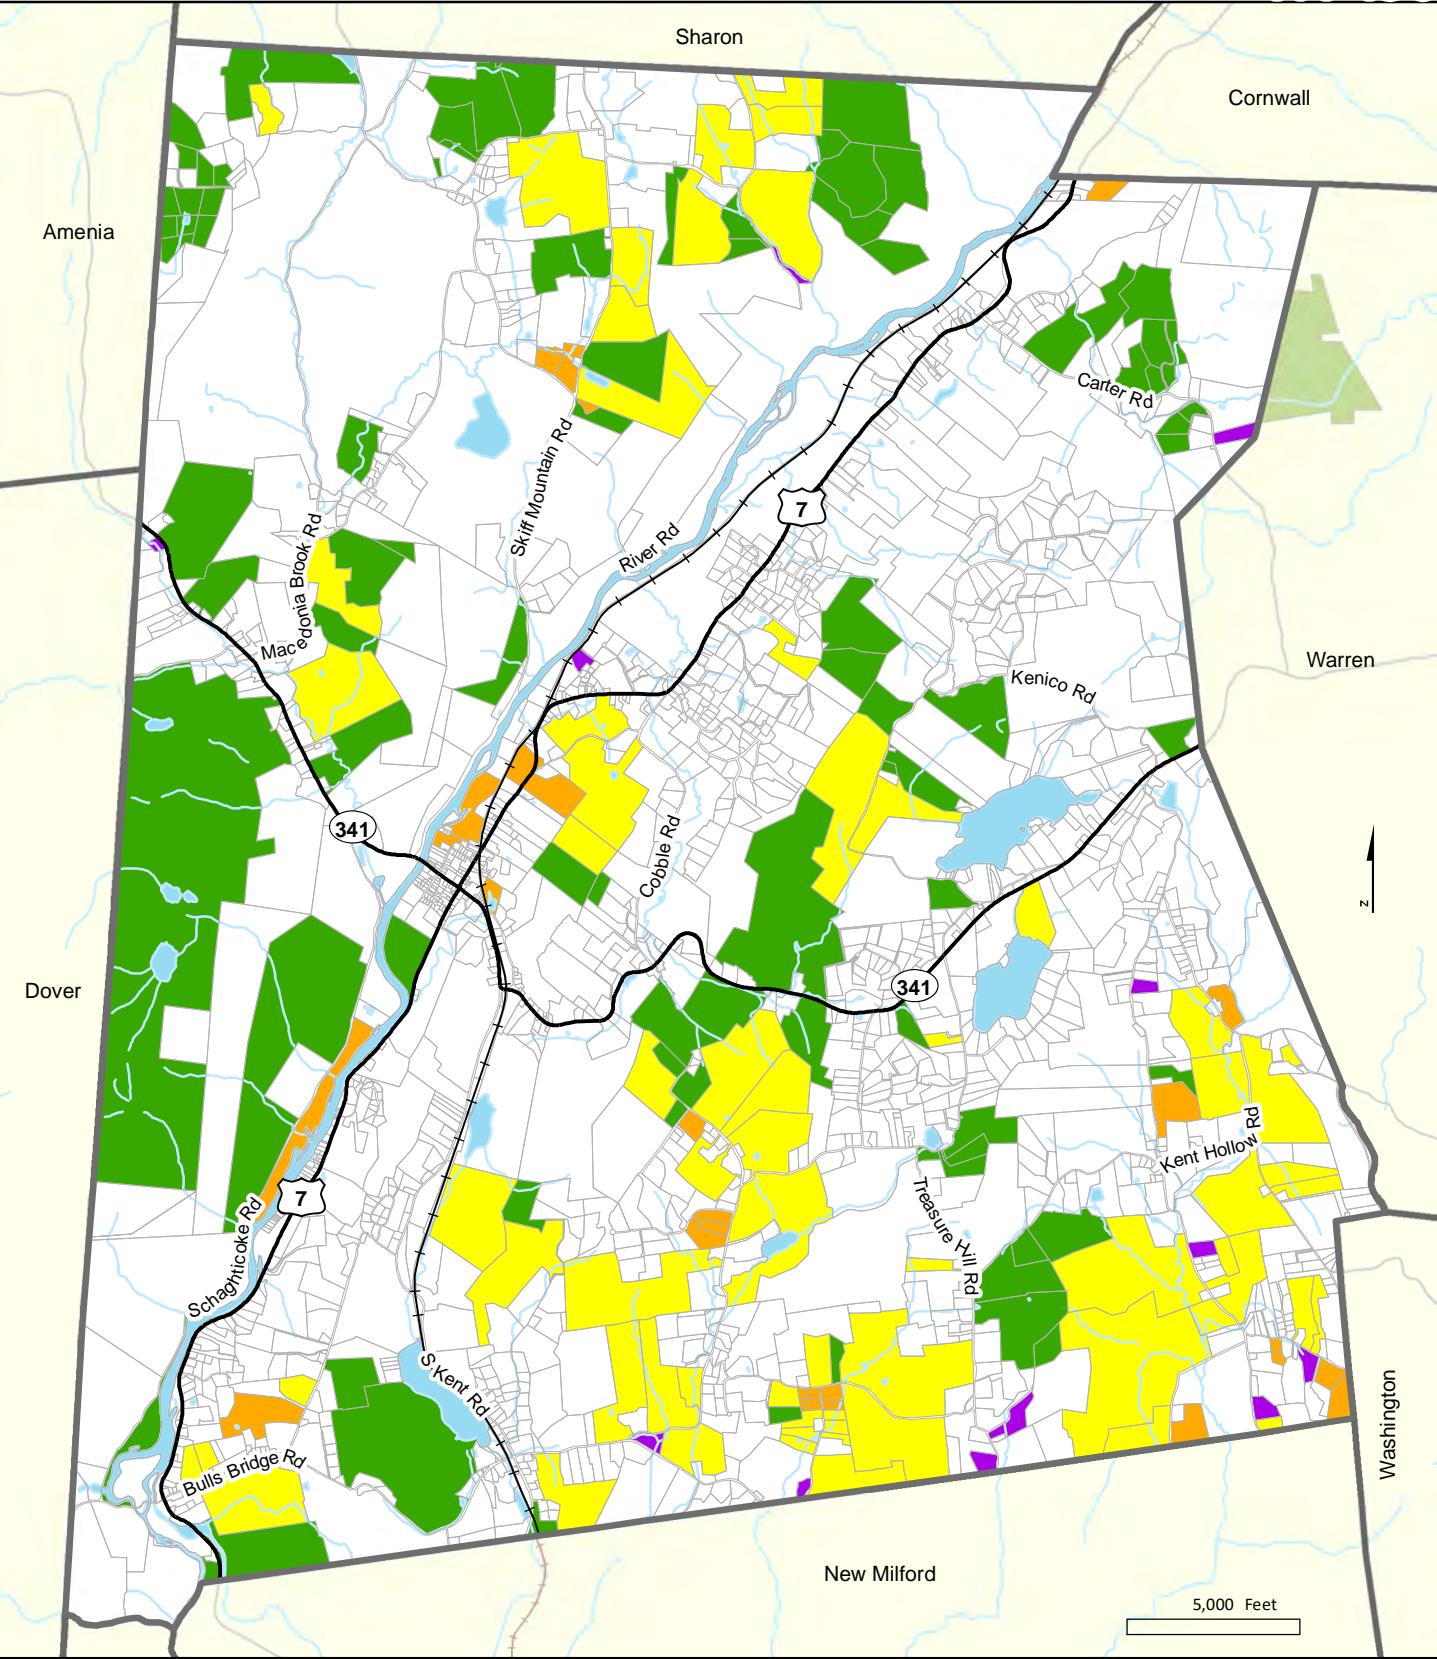 Sharon
Cornwall
Amenia
Carter Rd
Skiff Mountain Rd
7
River Rd
Macedonia Brook Rd
Warren
Kenico Rd
341
Cobble Rd
z
341
Dover
Kent Hollow Rd
7
Treasure Hill Rd
Schaghticoke Rd
S Kent Rd
Washington
Bulls Bridge Rd
New Milford
5,000 Feet